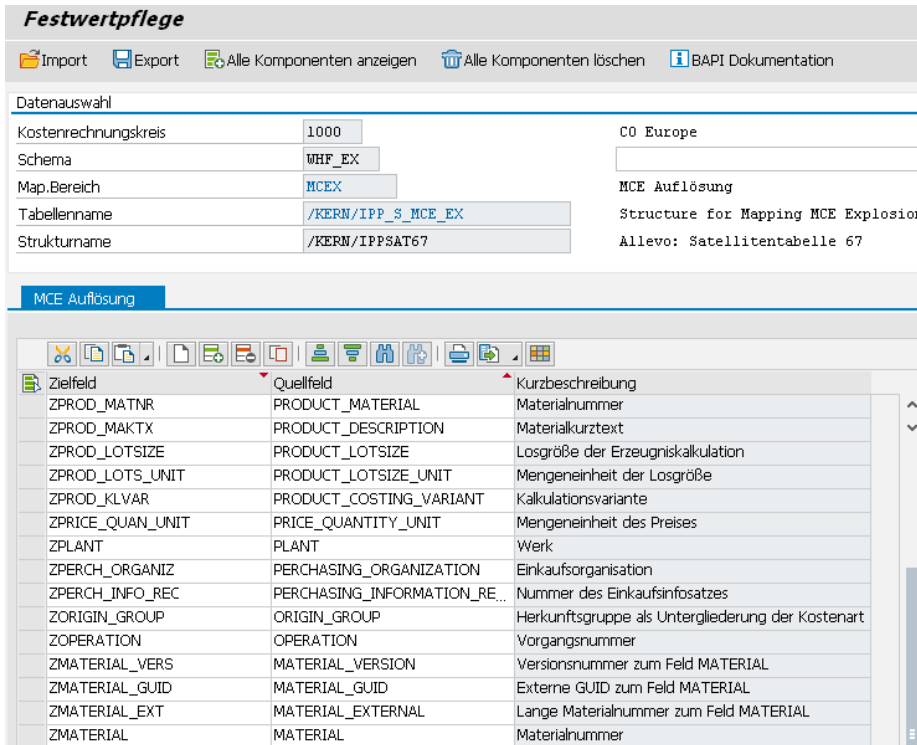 Festwertpflege
Import Export Alle Komponenten anzeigen Alle Komponenten löschen BAPI Dokumentation
Datenauswahl
Kostenrechnungskreis 1000 CO Europe
Schema WHF_EX
Map.Bereich MCEX MCE Auflösung
Tabellenname /KERN/IPP_S_MCE_EX Structure for Mapping MCE Explosion
Strukturname /KERN/IPPSAT67 Allevo: Satellitentabelle 67
MCE Auflösung
Zielfeld Quellfeld Kurzbeschreibung
ZPROD_MATNR PRODUCT_MATERIAL Materialnummer
ZPROD_MAKTX PRODUCT_DESCRIPTION Materialkurztext
ZPROD_LOTSIZE PRODUCT_LOTSIZE Losgröße der Erzeugniskalkulation
ZPROD_LOTS_UNIT PRODUCT_LOTSIZE_UNIT Mengeneinheit der Losgröße
ZPROD_KLVAR PRODUCT_COSTING_VARIANT Kalkulationsvariante
ZPRICE_QUAN_UNIT PRICE_QUANTITY_UNIT Mengeneinheit des Preises
ZPLANT PLANT Werk
ZPERCH_ORGANIZ PERCHASING_ORGANIZATION Einkaufsorganisation
ZPERCH_INFO_REC PERCHASING_INFORMATION_RE... Nummer des Einkaufsinfosatzes
ZORIGIN_GROUP ORIGIN_GROUP Herkunftsgruppe als Untergliederung der Kostenart
ZOPERATION OPERATION Vorgangsnummer
ZMATERIAL_VERS MATERIAL_VERSION Versionsnummer zum Feld MATERIAL
ZMATERIAL_GUID MATERIAL_GUID Externe GUID zum Feld MATERIAL
ZMATERIAL_EXT MATERIAL_EXTERNAL Lange Materialnummer zum Feld MATERIAL
ZMATERIAL MATERIAL Materialnummer